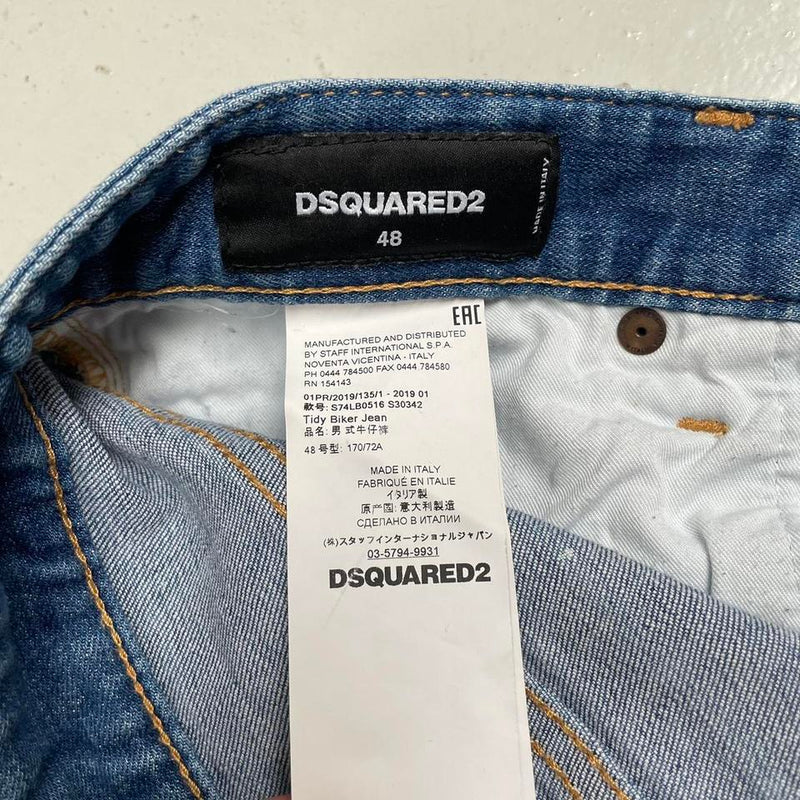 DSQUARED2
48
MADE IN ITALY
EAC
MANUFACTURED AND DISTRIBUTED
BY STAFF INTERNATIONAL S.P.A.
NOVENTA VICENTINA - ITALY
PH 0444 784500 FAX 0444 784580
RN 154143
01PR/2019/135/1 - 2019 01
款号: S74LB0516 S30342
Tidy Biker Jean
品名: 男式牛仔裤
48 号型: 170/72A
MADE IN ITALY
FABRIQUÉ EN ITALIE
イタリア製
原产国: 意大利製造
СДЕЛАНО В ИТАЛИИ
(株)スタッフインターナショナルジャパン
03-5794-9931
DSQUARED2